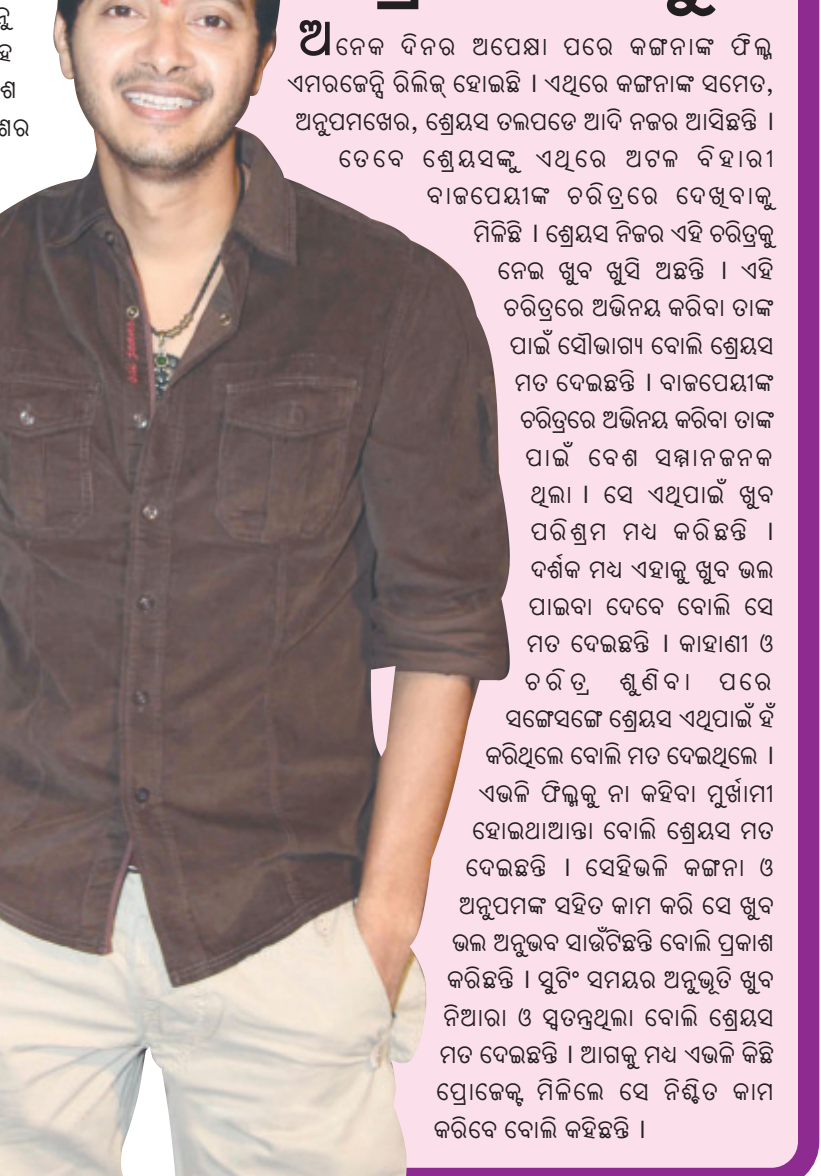 ନୁ
ହ
ଶ
ଶର
ଅନେକ ଦିନର ଅପେକ୍ଷା ପରେ କଙ୍ଗନାଙ୍କ ଫିଲ୍ମ
ଏମରଜେନ୍ସି ରିଲିଜ୍ ହୋଇଛି । ଏଥିରେ କଙ୍ଗନାଙ୍କ ସମେତ,
ଅନୁପମଖେର, ଶ୍ରେୟସ ତଲପଡେ ଆଦି ନଜର ଆସିଛନ୍ତି ।
ତେବେ ଶ୍ରେୟସଙ୍କୁ ଏଥିରେ ଅଟଳ ବିହାରୀ
ବାଜପେୟୀଙ୍କ ଚରିତ୍ରରେ ଦେଖିବାକୁ
ମିଳିଛି । ଶ୍ରେୟସ ନିଜର ଏହି ଚରିତ୍ରକୁ
ନେଇ ଖୁବ ଖୁସି ଅଛନ୍ତି । ଏହି
ଚରିତ୍ରରେ ଅଭିନୟ କରିବା ତାଙ୍କ
ପାଇଁ ସୌଭାଗ୍ୟ ବୋଲି ଶ୍ରେୟସ
ମତ ଦେଇଛନ୍ତି । ବାଜପେୟୀଙ୍କ
ଚରିତ୍ରରେ ଅଭିନୟ କରିବା ତାଙ୍କ
ପାଇଁ ବେଶ ସମ୍ମାନଜନକ
ଥିଲା । ସେ ଏଥିପାଇଁ ଖୁବ
ପରିଶ୍ରମ ମଧ୍ୟ କରିଛନ୍ତି ।
ଦର୍ଶକ ମଧ୍ୟ ଏହାକୁ ଖୁବ ଭଲ
ପାଇବା ଦେବେ ବୋଲି ସେ
ମତ ଦେଇଛନ୍ତି । କାହାଣୀ ଓ
ଚରିତ୍ର ଶୁଣିବା ପରେ
ସଙ୍ଗେସଙ୍ଗେ ଶ୍ରେୟସ ଏଥିପାଇଁ ହଁ
କରିଥିଲେ ବୋଲି ମତ ଦେଇଥିଲେ ।
ଏଭଳି ଫିଲ୍ମକୁ ନା କହିବା ମୁର୍ଖାମୀ
ହୋଇଥାଆନ୍ତା ବୋଲି ଶ୍ରେୟସ ମତ
ଦେଇଛନ୍ତି । ସେହିଭଳି କଙ୍ଗନା ଓ
ଅନୁପମଙ୍କ ସହିତ କାମ କରି ସେ ଖୁବ
ଭଲ ଅନୁଭବ ସାଉଁଟିଛନ୍ତି ବୋଲି ପ୍ରକାଶ
କରିଛନ୍ତି । ସୁଟିଂ ସମୟର ଅନୁଭୂତି ଖୁବ
ନିଆରା ଓ ସ୍ୱତନ୍ତ୍ରଥିଲା ବୋଲି ଶ୍ରେୟସ
ମତ ଦେଇଛନ୍ତି । ଆଗକୁ ମଧ୍ୟ ଏଭଳି କିଛି
ପ୍ରୋଜେକ୍ଟ ମିଳିଲେ ସେ ନିଶ୍ଚିତ କାମ
କରିବେ ବୋଲି କହିଛନ୍ତି ।